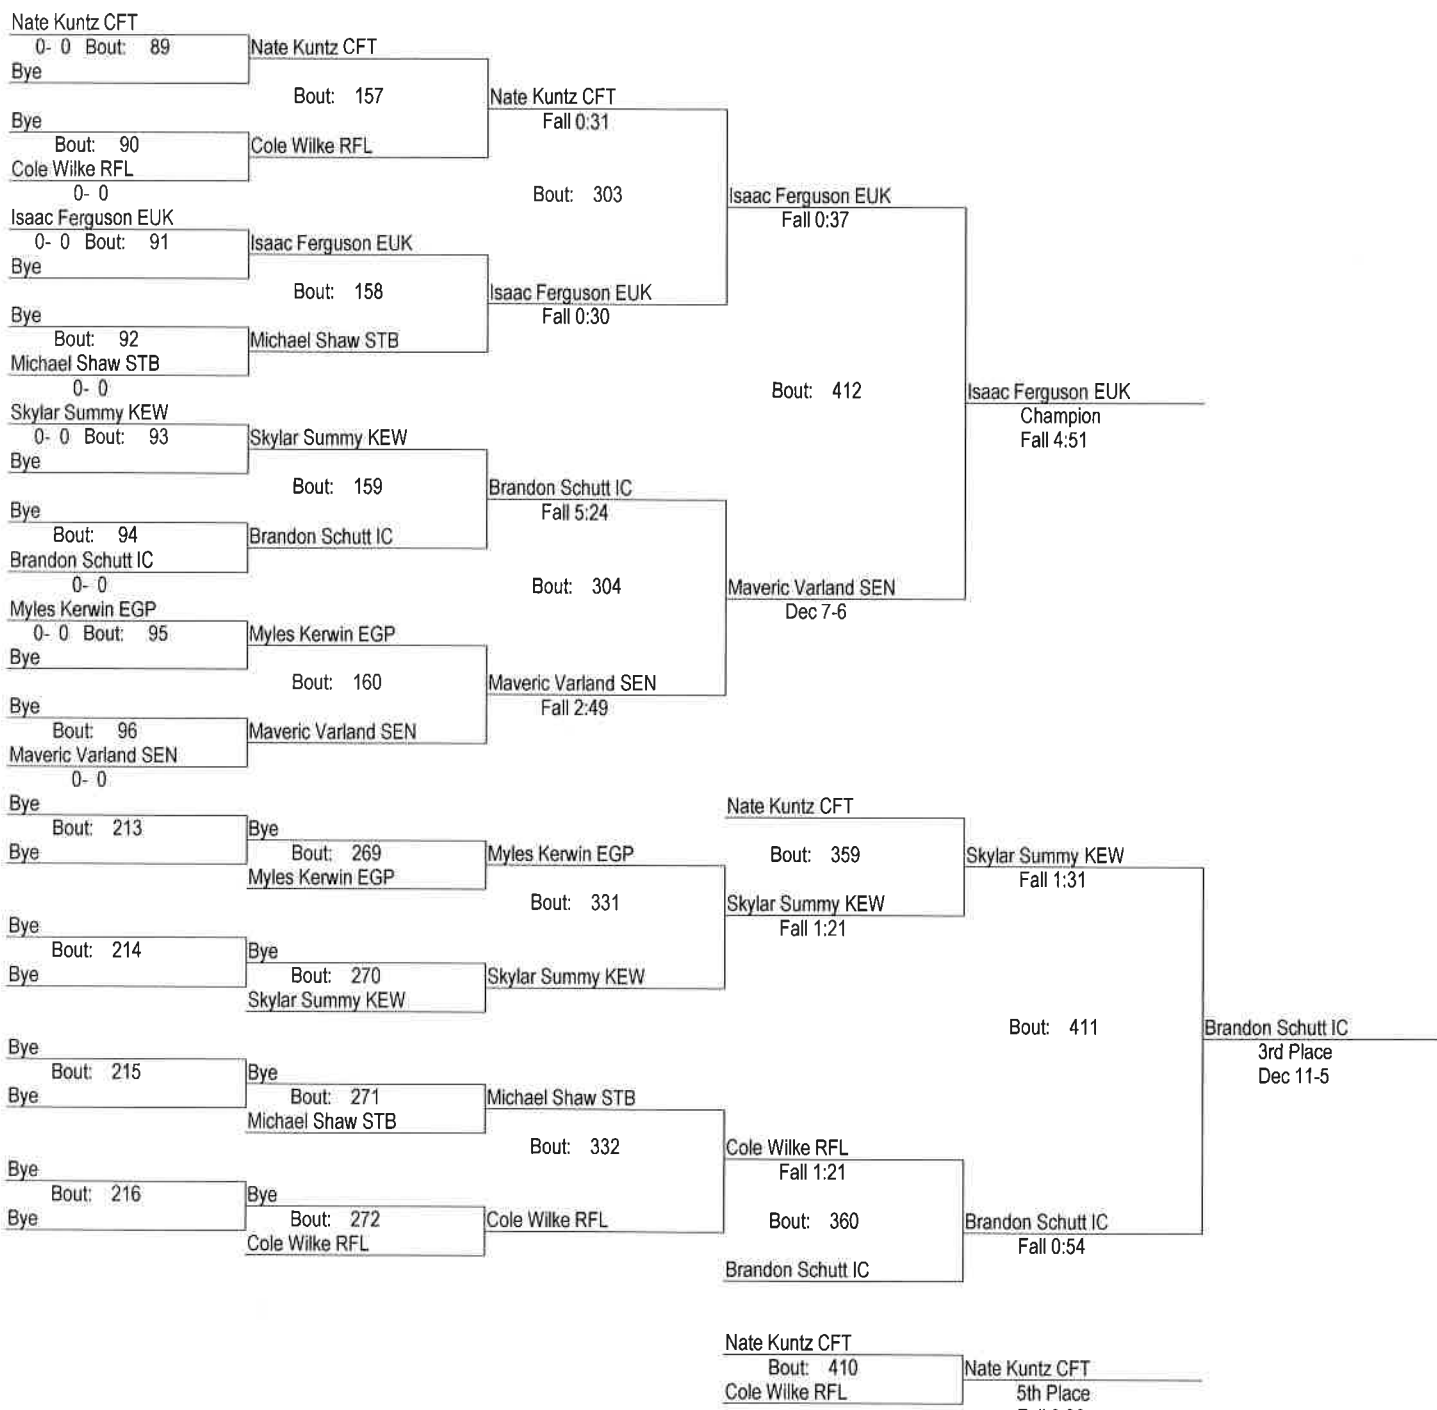 Nate Kuntz CFT
0- 0 Bout: 89
Bye
Nate Kuntz CFT
Bout: 157
Bye
Bout: 90
Cole Wilke RFL
0- 0
Cole Wilke RFL
Nate Kuntz CFT
Fall 0:31
Bout: 303
Isaac Ferguson EUK
0- 0 Bout: 91
Bye
Isaac Ferguson EUK
Bout: 158
Bye
Bout: 92
Michael Shaw STB
0- 0
Michael Shaw STB
Isaac Ferguson EUK
Fall 0:30
Isaac Ferguson EUK
Fall 0:37
Bout: 412
Isaac Ferguson EUK
Champion
Fall 4:51
Skylar Summy KEW
0- 0 Bout: 93
Bye
Skylar Summy KEW
Bout: 159
Bye
Bout: 94
Brandon Schutt IC
0- 0
Brandon Schutt IC
Brandon Schutt IC
Fall 5:24
Bout: 304
Myles Kerwin EGP
0- 0 Bout: 95
Bye
Myles Kerwin EGP
Bout: 160
Bye
Bout: 96
Maveric Varland SEN
0- 0
Maveric Varland SEN
Maveric Varland SEN
Fall 2:49
Maveric Varland SEN
Dec 7-6
Bye
Bout: 213
Bye
Bye
Bout: 269
Myles Kerwin EGP
Myles Kerwin EGP
Bout: 331
Bye
Bout: 214
Bye
Bye
Bout: 270
Skylar Summy KEW
Skylar Summy KEW
Nate Kuntz CFT
Bout: 359
Skylar Summy KEW
Fall 1:21
Skylar Summy KEW
Fall 1:31
Bout: 411
Brandon Schutt IC
3rd Place
Dec 11-5
Bye
Bout: 215
Bye
Bye
Bout: 271
Michael Shaw STB
Michael Shaw STB
Bout: 332
Bye
Bout: 216
Bye
Bye
Bout: 272
Cole Wilke RFL
Cole Wilke RFL
Cole Wilke RFL
Fall 1:21
Bout: 360
Brandon Schutt IC
Brandon Schutt IC
Fall 0:54
Nate Kuntz CFT
Bout: 410
Cole Wilke RFL
Nate Kuntz CFT
5th Place